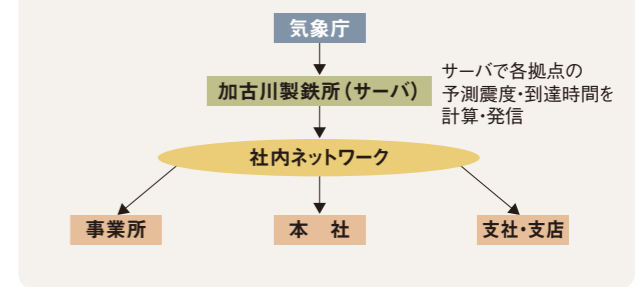 気象庁
加古川製鉄所（サーバ）
サーバで各拠点の
予測震度・到達時間を
計算・発信
社内ネットワーク
事業所
本　社
支社・支店